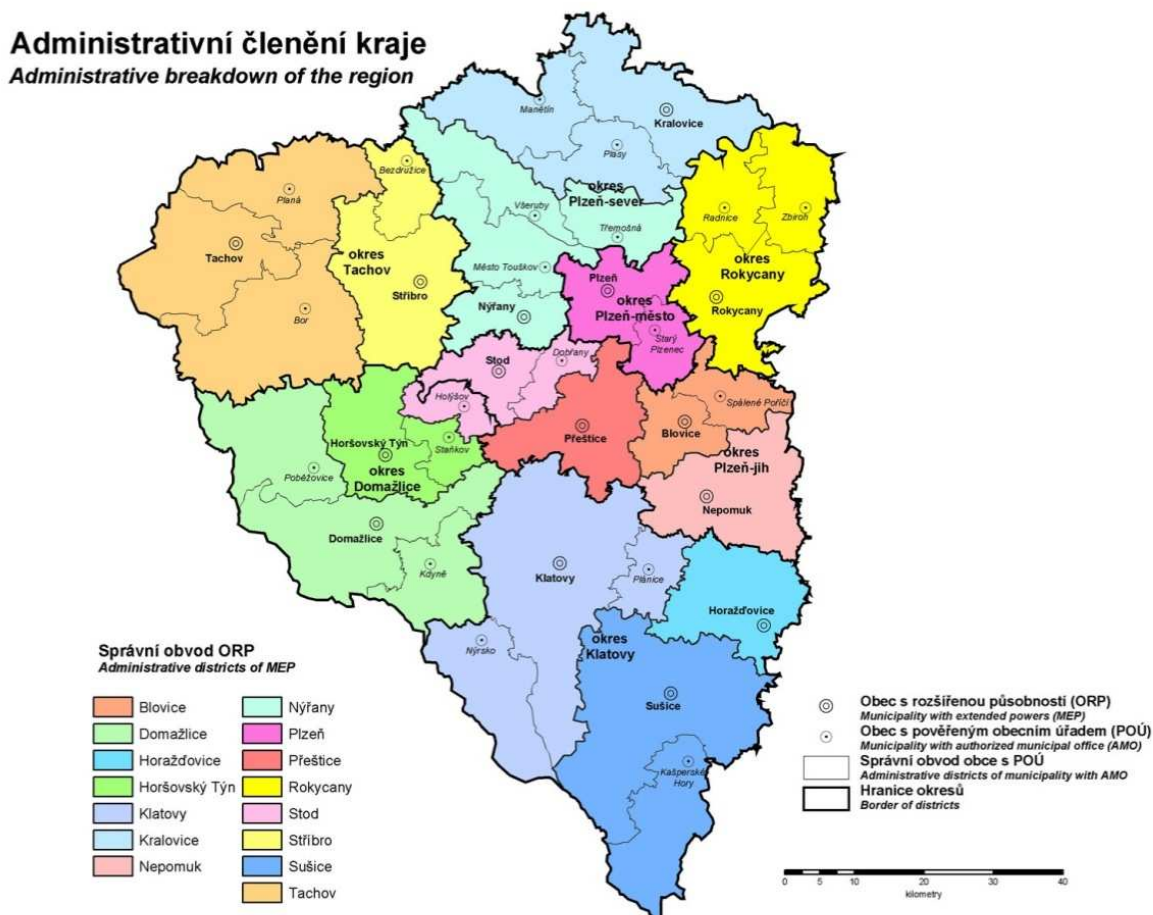 Administrativní členění kraje
Administrative breakdown of the region
Manětín
Kralovice
Plasy
Bezdružice
Planá
okres
Plzeň-sever
Všeruby
Třemošná
Radnice
Zbiroh
Tachov
okres
Tachov
Město Touškov
okres
Rokycany
Stříbro
Plzeň
okres
Plzeň-město
Rokycany
Bor
Nýřany
Starý
Plzenec
Stod
Dobřany
Holýšov
Spálené Poříčí
Přeštice
Blovice
Horšovský Týn
Staňkov
okres
Plzeň-jih
okres
Domažlice
Poběžovice
Nepomuk
Domažlice
Kdyně
Klatovy
Plánice
Horažďovice
okres
Klatovy
Nýrsko
Sušice
Kašperské
Hory
Správní obvod ORP
Administrative districts of MEP
Blovice
Domažlice
Horažďovice
Horšovský Týn
Klatovy
Kralovice
Nepomuk
Nýřany
Plzeň
Přeštice
Rokycany
Stod
Stříbro
Sušice
Tachov
Obec s rozšířenou působností (ORP)
Municipality with extended powers (MEP)
Obec s pověřeným obecním úřadem (POÚ)
Municipality with authorized municipal office (AMO)
Správní obvod obce s POÚ
Administrative districts of municipality with AMO
Hranice okresů
Border of districts
0 5 10 20 30 40
kilometry